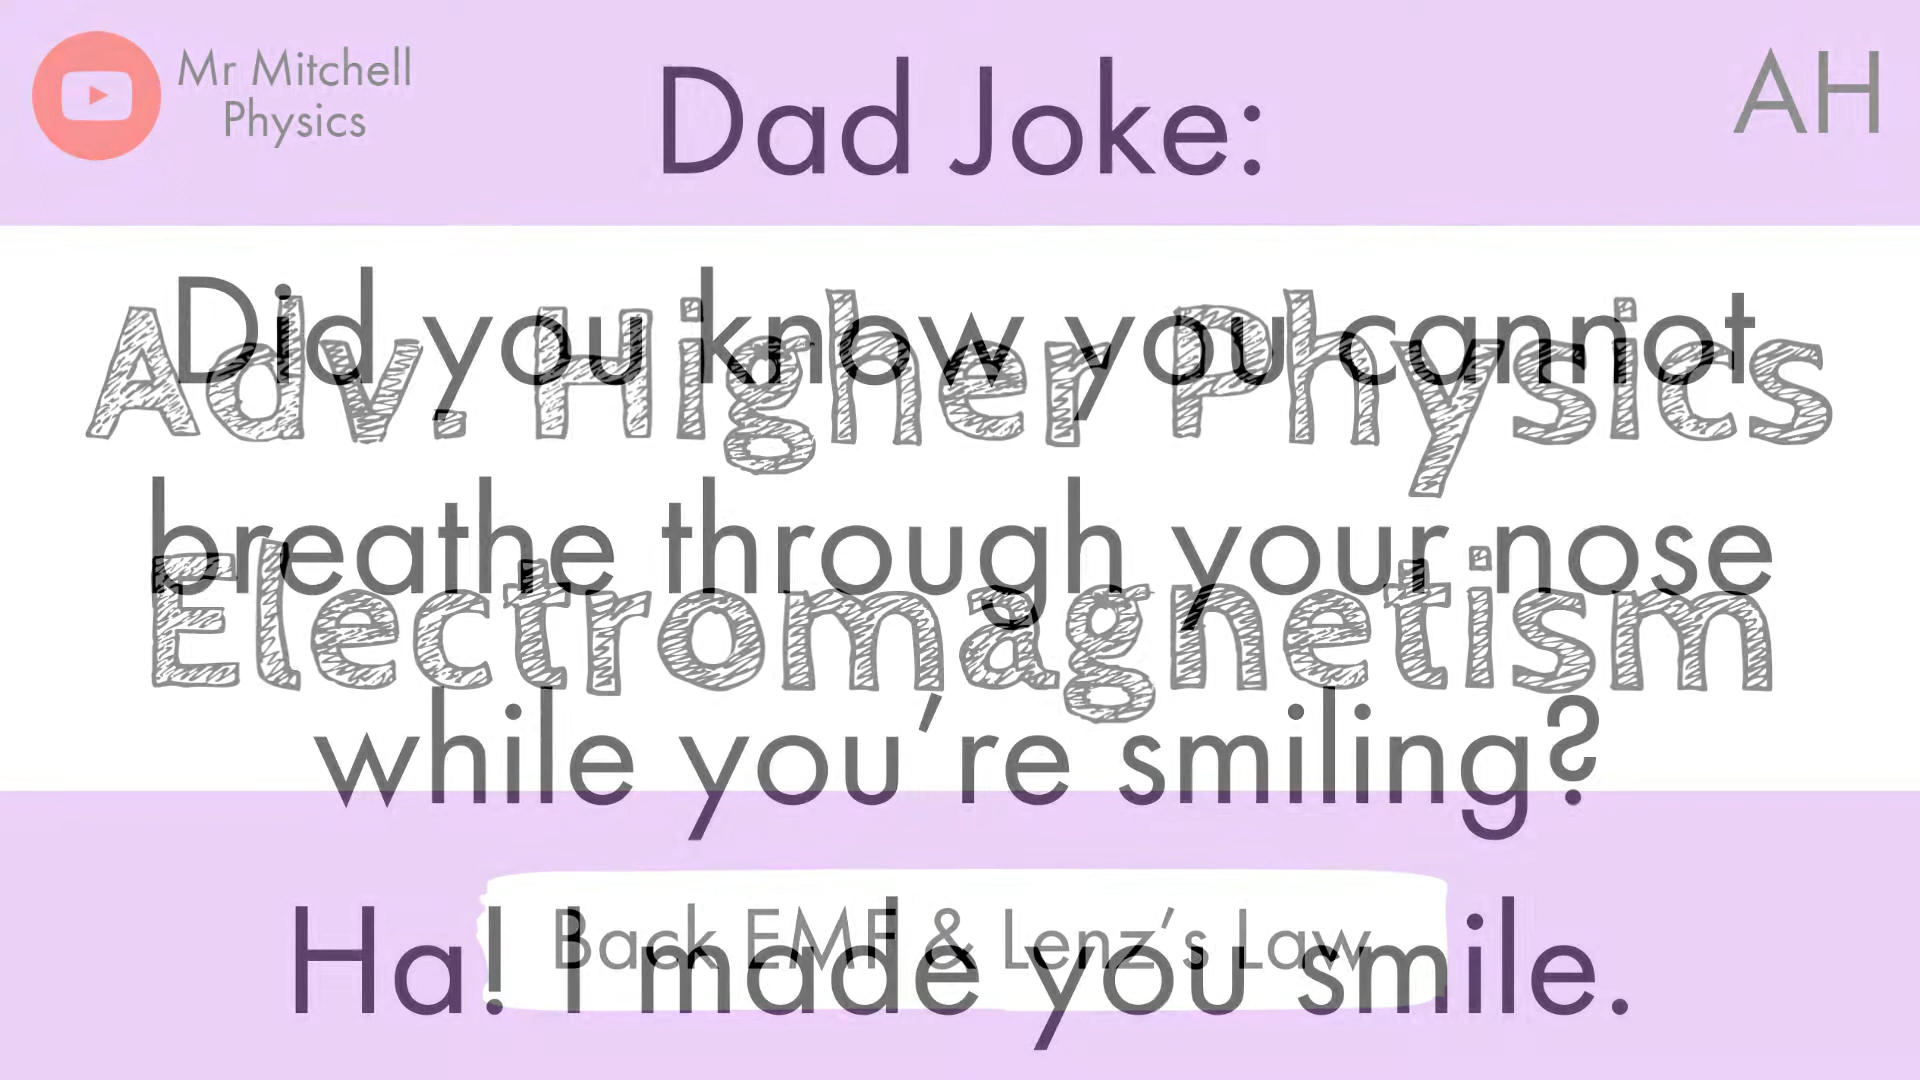 Mr Mitchell
Physics
Dad Joke:
AH
Did you know you cannot
Adv. Higher Physics
breathe through your nose
Electromagnetism
while you’re smiling?
Back EMF & Lenz’s Law
Ha! I made you smile.